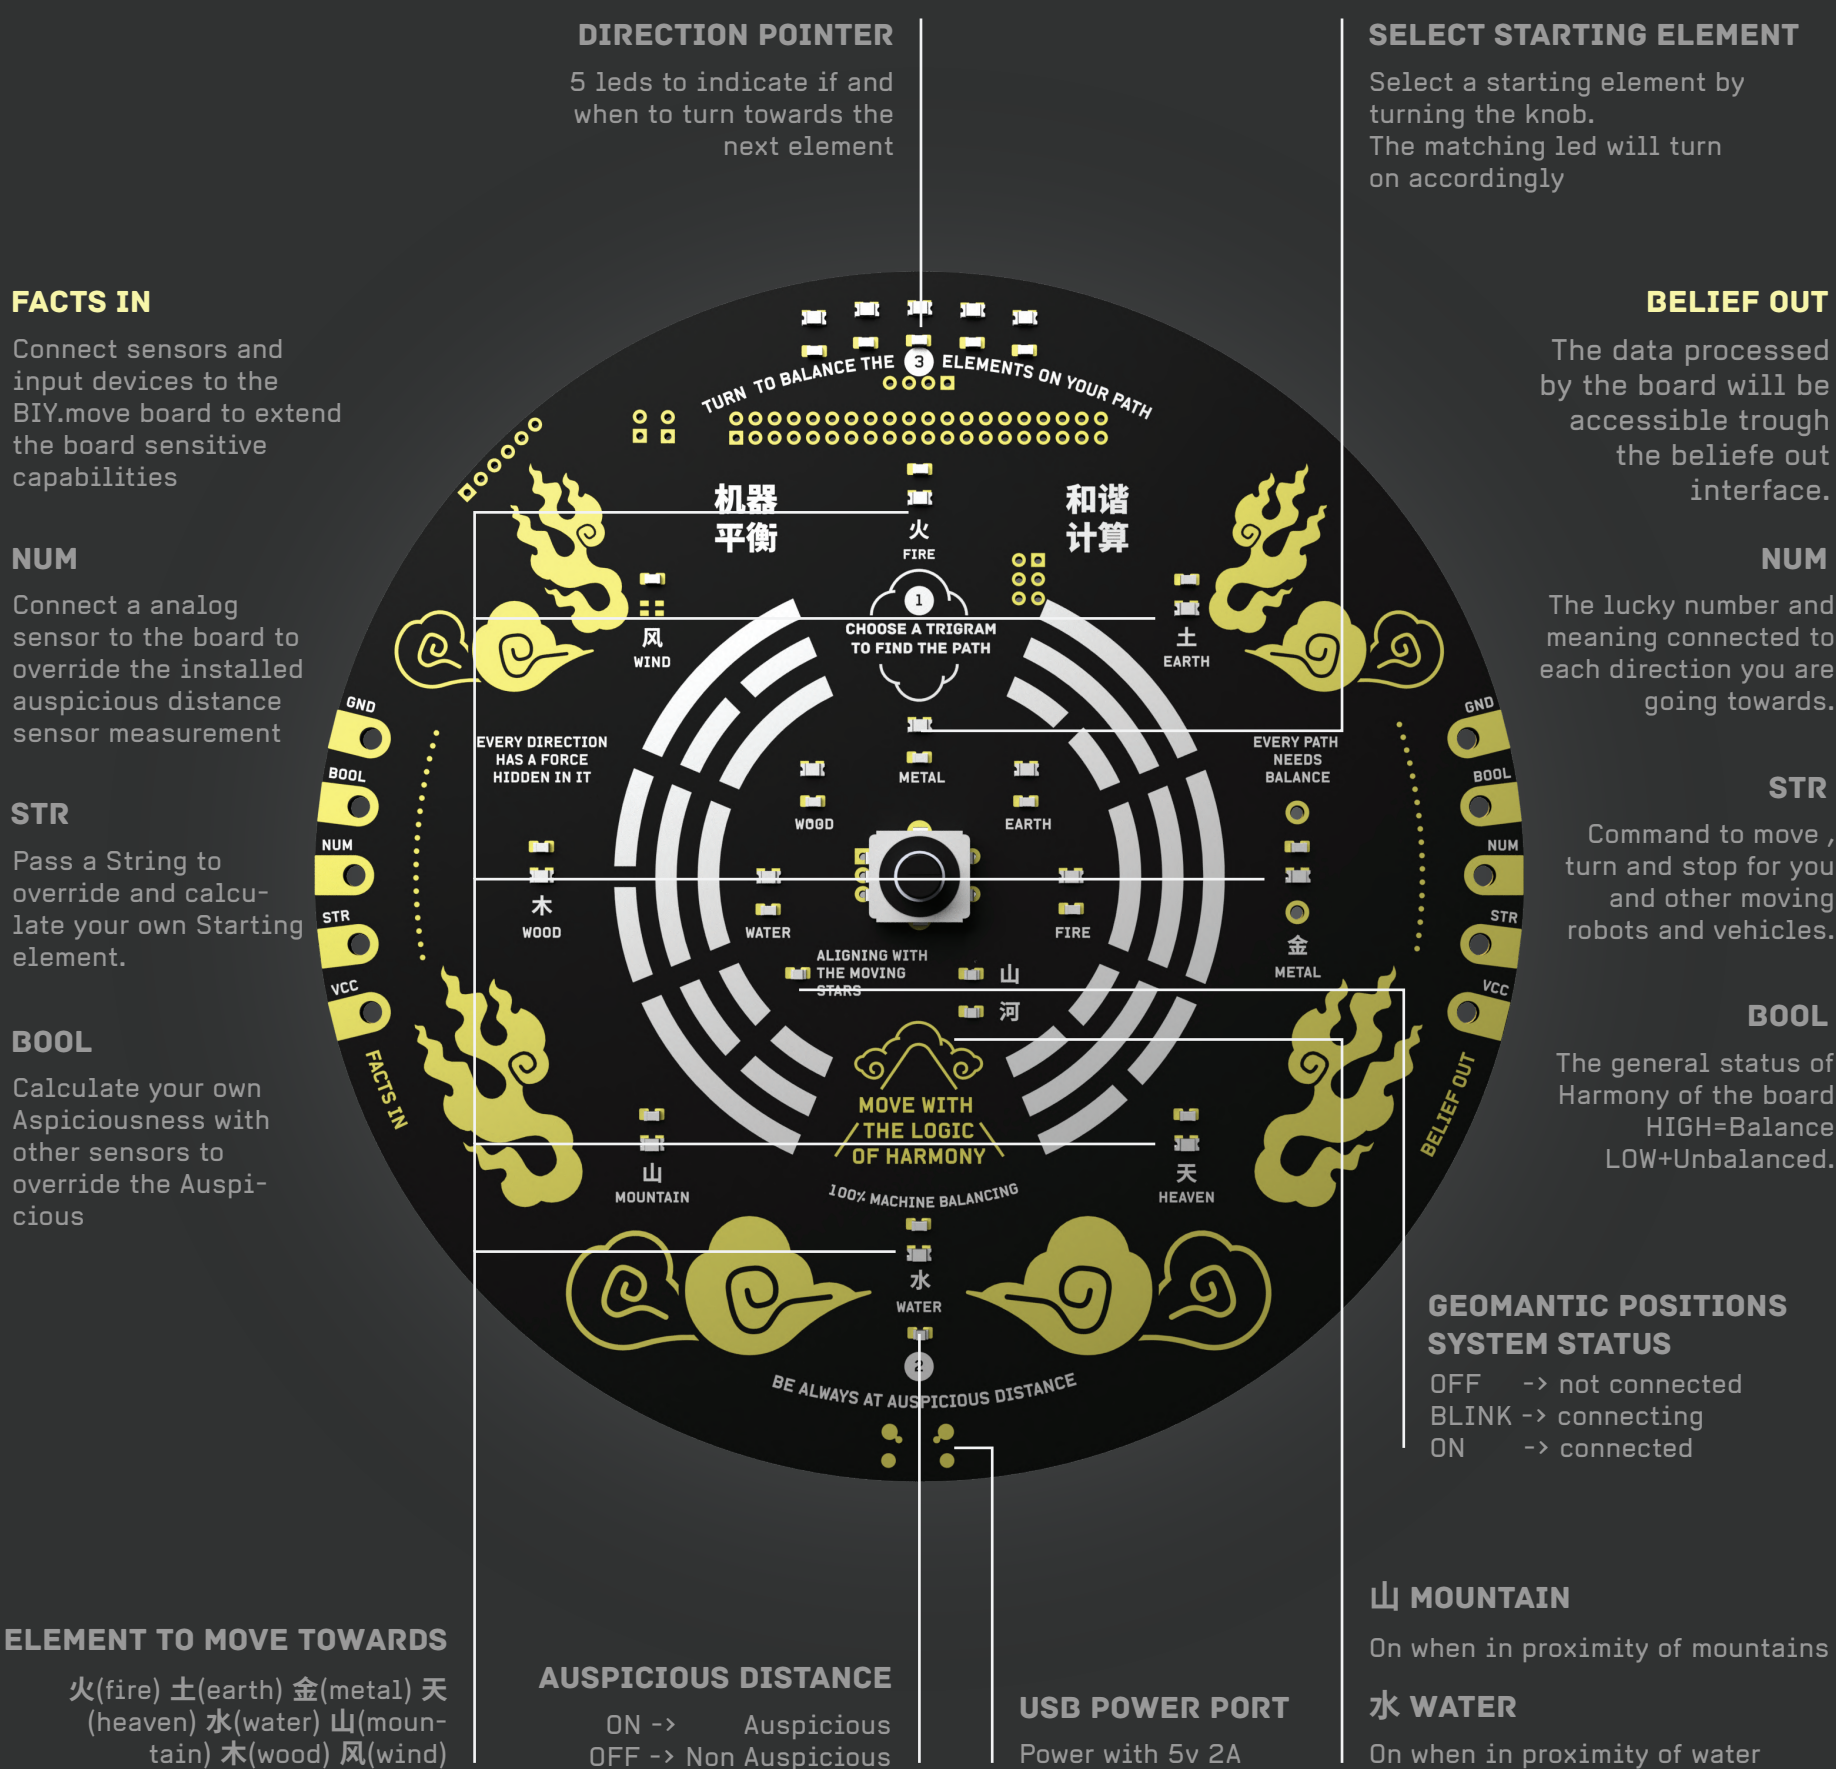 DIRECTION POINTER
5 leds to indicate if and
when to turn towards the
next element
SELECT STARTING ELEMENT
Select a starting element by
turning the knob.
The matching led will turn
on accordingly
FACTS IN
Connect sensors and
input devices to the
BIY.move board to extend
the board sensitive
capabilities
NUM
Connect a analog
sensor to the board to
override the installed
auspicious distance
sensor measurement
STR
Pass a String to
override and calcu-
late your own Starting
element.
BOOL
Calculate your own
Aspiciousness with
other sensors to
override the Auspi-
cious
TURN TO BALANCE THE 3 ELEMENTS ON YOUR PATH
机器
平衡
和谐
计算
火
FIRE
1
CHOOSE A TRIGRAM
TO FIND THE PATH
风
WIND
土
EARTH
GND
BOOL
NUM
STR
VCC
FACTS IN
EVERY DIRECTION
HAS A FORCE
HIDDEN IN IT
EVERY PATH
NEEDS
BALANCE
METAL
WOOD
EARTH
木
WOOD
WATER
FIRE
金
METAL
ALIGNING WITH
THE MOVING
STARS
山
河
MOVE WITH
THE LOGIC
OF HARMONY
山
MOUNTAIN
天
HEAVEN
100% MACHINE BALANCING
水
WATER
2
BE ALWAYS AT AUSPICIOUS DISTANCE
GND
BOOL
NUM
STR
VCC
BELIEF OUT
BELIEF OUT
The data processed
by the board will be
accessible trough
the beliefe out
interface.
NUM
The lucky number and
meaning connected to
each direction you are
going towards.
STR
Command to move ,
turn and stop for you
and other moving
robots and vehicles.
BOOL
The general status of
Harmony of the board
HIGH=Balance
LOW+Unbalanced.
GEOMANTIC POSITIONS
SYSTEM STATUS
OFF -> not connected
BLINK -> connecting
ON -> connected
ELEMENT TO MOVE TOWARDS
火(fire) 土(earth) 金(metal) 天
(heaven) 水(water) 山(moun-
tain) 木(wood) 风(wind)
AUSPICIOUS DISTANCE
ON -> Auspicious
OFF -> Non Auspicious
USB POWER PORT
Power with 5v 2A
山 MOUNTAIN
On when in proximity of mountains
水 WATER
On when in proximity of water